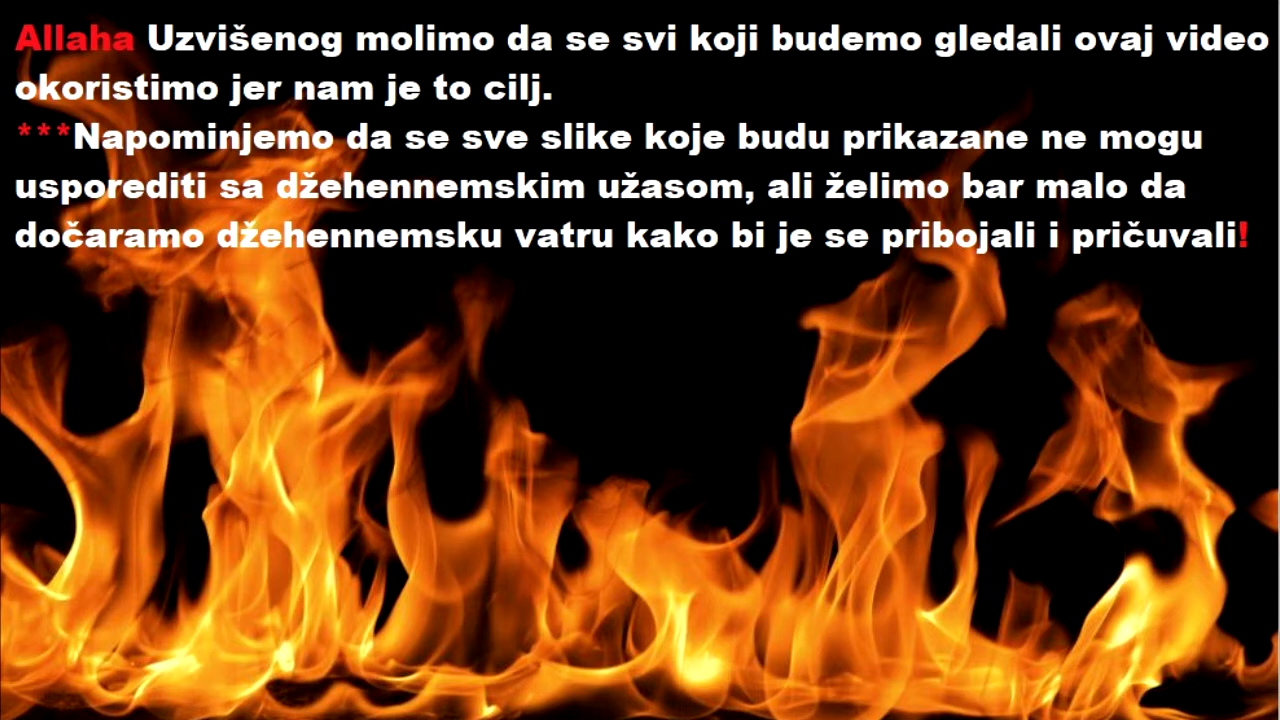 Allaha Uzvišenog molimo da se svi koji budemo gledali ovaj video
okoristimo jer nam je to cilj.
***Napominjemo da se sve slike koje budu prikazane ne mogu
usporediti sa džehennemskim užasom, ali želimo bar malo da
dočaramo džehennemsku vatru kako bi je se pribojali i pričuvali!